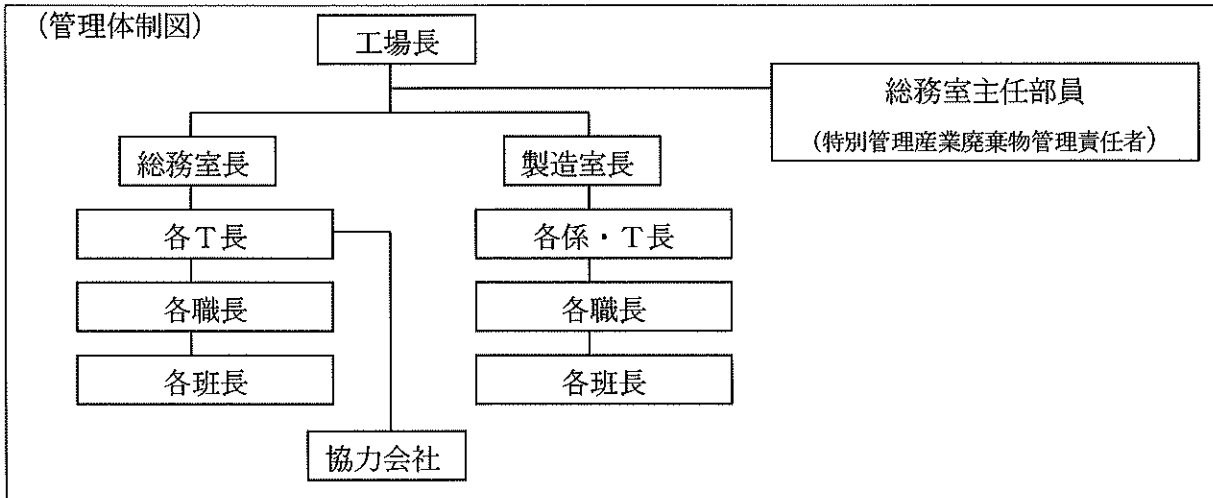 （管理体制図）
工場長
総務室主任部員
（特別管理産業廃棄物管理責任者）
総務室長
製造室長
各Ｔ長
各係・Ｔ長
各職長
各職長
各班長
各班長
協力会社